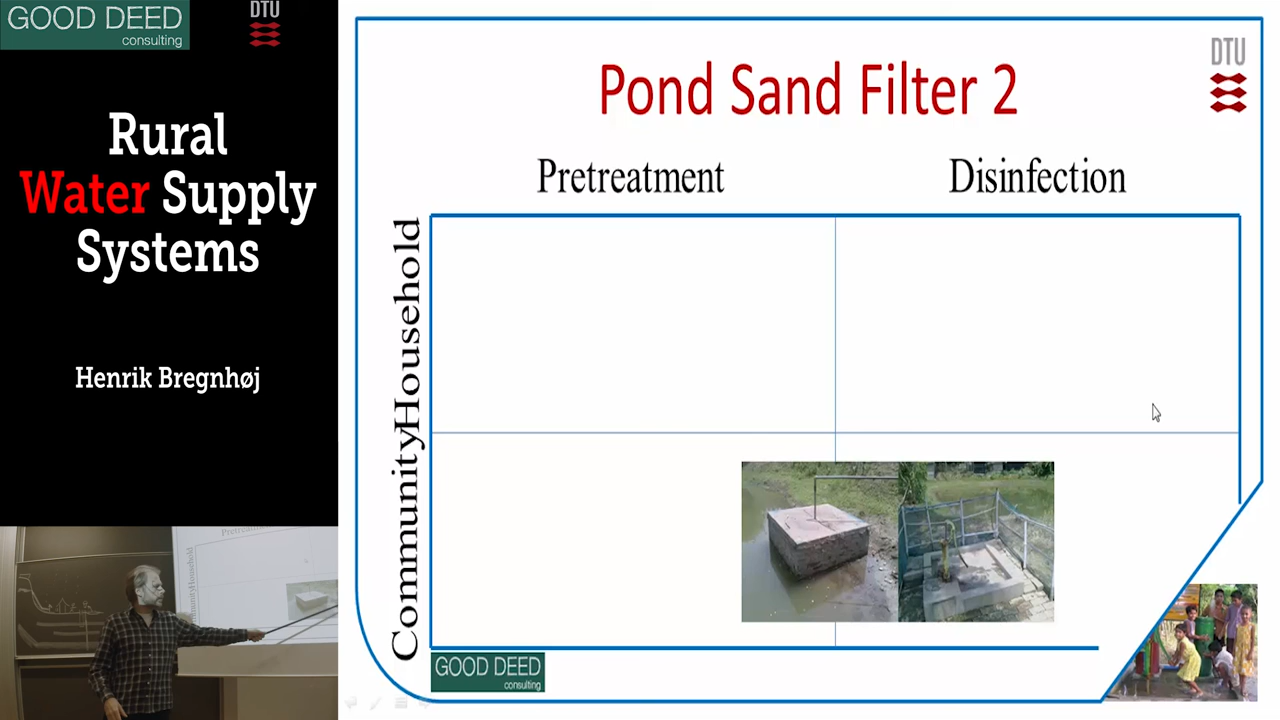 GOOD DEED
consulting
DTU
Rural
Water Supply
Systems
Henrik Bregnhøj
Pond Sand Filter 2
DTU
Pretreatment
Disinfection
Household
Community
GOOD DEED
consulting